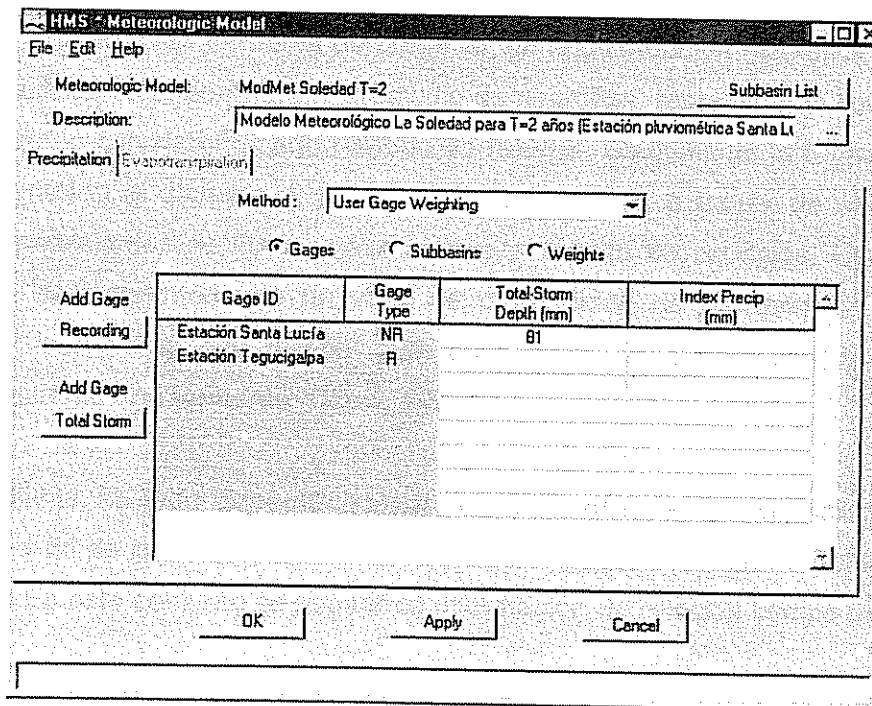 HMS * Meteorologic Model
File Edit Help
Meteorologic Model: ModMet Soledad T=2 Subbasin List
Description: Modelo Meteorológico La Soledad para T=2 años (Estación pluviométrica Santa Lu ...
Precipitation Evapotranspiration
Method : User Gage Weighting
Gages Subbasins Weights
Add Gage
Recording
Add Gage
Total Storm
Gage ID Gage Type Total-Storm Depth (mm) Index Precip (mm)
Estación Santa Lucía NR 81
Estación Tegucigalpa R
OK Apply Cancel